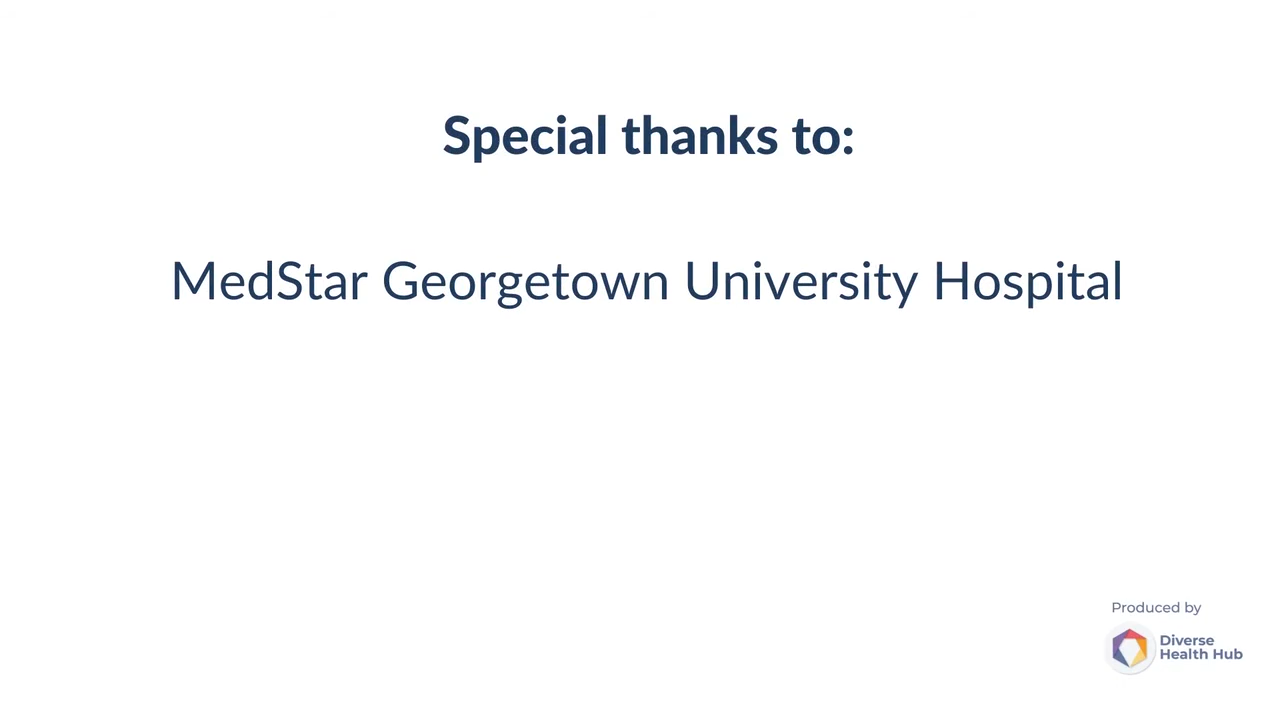 Special thanks to:
MedStar Georgetown University Hospital
Produced by
Diverse
Health Hub